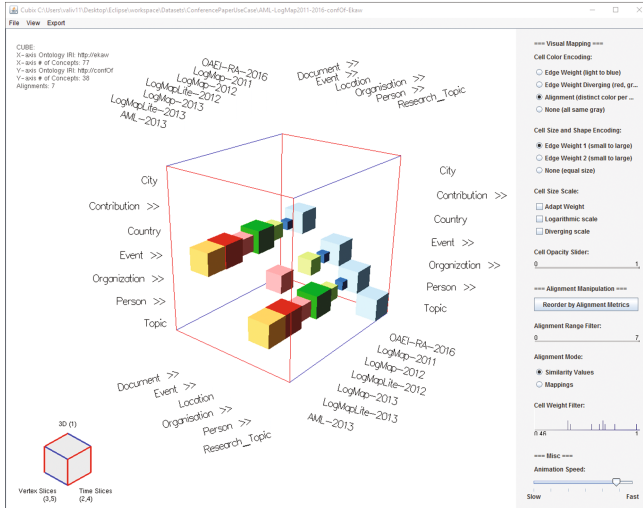 Cubix C:\Users\valiv11\Desktop\Eclipse\workspace\Datasets\ConferencePaperUseCase\AML-LogMap2011-2016-confOf-Ekaw
File View Export
CUBE:
X-axis Ontology IRI: http://ekaw
X-axis # of Concepts: 77
Y-axis Ontology IRI: http://confOf
Y-axis # of Concepts: 38
Alignments: 7
OAEI-RA-2016
LogMap-2011
LogMap-2012
LogMapLite-2012
LogMap-2013
LogMapLite-2013
AML-2013
Document >>
Event >>
Location
Organisation >>
Person >>
Research_Topic
City
Contribution >>
Country
Event >>
Organization >>
Person >>
Topic
City
Contribution >>
Country
Event >>
Organization >>
Person >>
Topic
Document >>
Event >>
Location
Organisation >>
Person >>
Research_Topic
OAEI-RA-2016
LogMap-2011
LogMap-2012
LogMapLite-2012
LogMap-2013
LogMapLite-2013
AML-2013
3D (1)
Vertex Slices
(3,5)
Time Slices
(2,4)
=== Visual Mapping ===
Cell Color Encoding:
Edge Weight (light to blue)
Edge Weight Diverging (red, gr...
Alignment (distinct color per ...
None (all same gray)
Cell Size and Shape Encoding:
Edge Weight 1 (small to large)
Edge Weight 2 (small to large)
None (equal size)
Cell Size Scale:
Adapt Weight
Logarithmic scale
Diverging scale
Cell Opacity Slider:
0 1
=== Alignment Manipulation ===
Reorder by Alignment Metrics
Alignment Range Filter:
0 7
Alignment Mode:
Similarity Values
Mappings
Cell Weight Filter:
0.46 1
=== Misc ===
Animation Speed:
Slow Fast